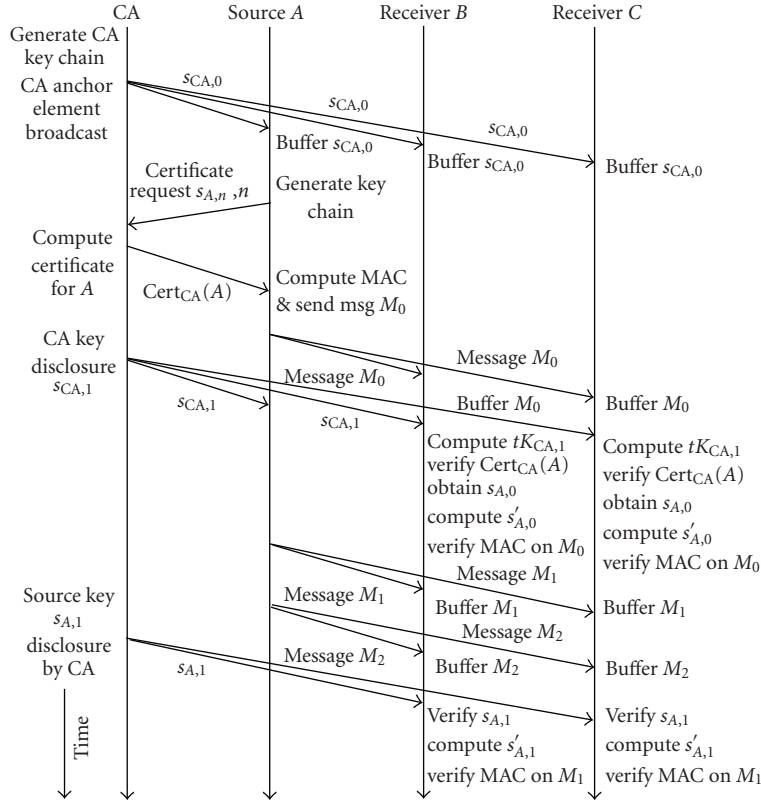 CA
Source A
Receiver B
Receiver C
Generate CA
key chain
CA anchor
element
broadcast
s_CA,0
s_CA,0
s_CA,0
Buffer s_CA,0
Buffer s_CA,0
Buffer s_CA,0
Certificate
request s_A,n ,n
Generate key
chain
Compute
certificate
for A
Cert_CA(A)
Compute MAC
& send msg M_0
CA key
disclosure
s_CA,1
Message M_0
Message M_0
Buffer M_0
Buffer M_0
s_CA,1
s_CA,1
Compute tK_CA,1
verify Cert_CA(A)
obtain s_A,0
compute s'_A,0
verify MAC on M_0
Compute tK_CA,1
verify Cert_CA(A)
obtain s_A,0
compute s'_A,0
verify MAC on M_0
Message M_1
Message M_1
Buffer M_1
Buffer M_1
Source key
s_A,1
disclosure
by CA
Message M_2
Message M_2
Buffer M_2
Buffer M_2
s_A,1
Verify s_A,1
compute s'_A,1
verify MAC on M_1
Verify s_A,1
compute s'_A,1
verify MAC on M_1
Time